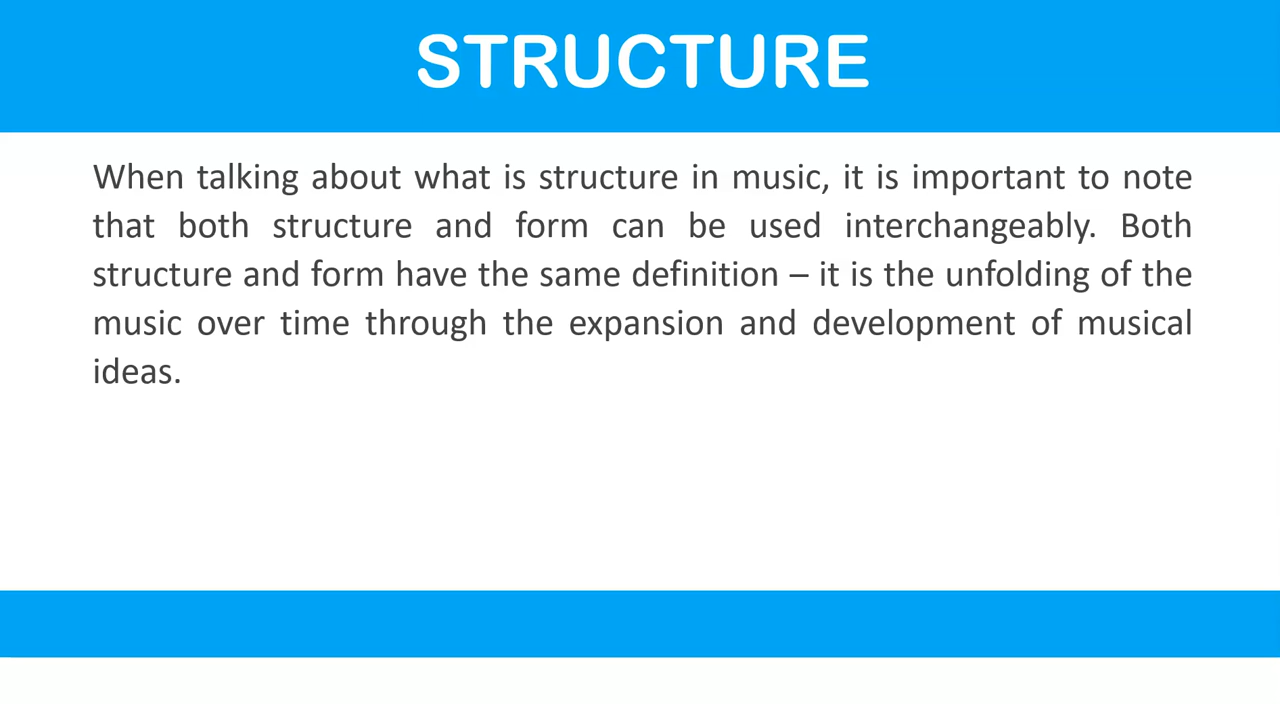 STRUCTURE
When talking about what is structure in music, it is important to note
that both structure and form can be used interchangeably. Both
structure and form have the same definition – it is the unfolding of the
music over time through the expansion and development of musical
ideas.